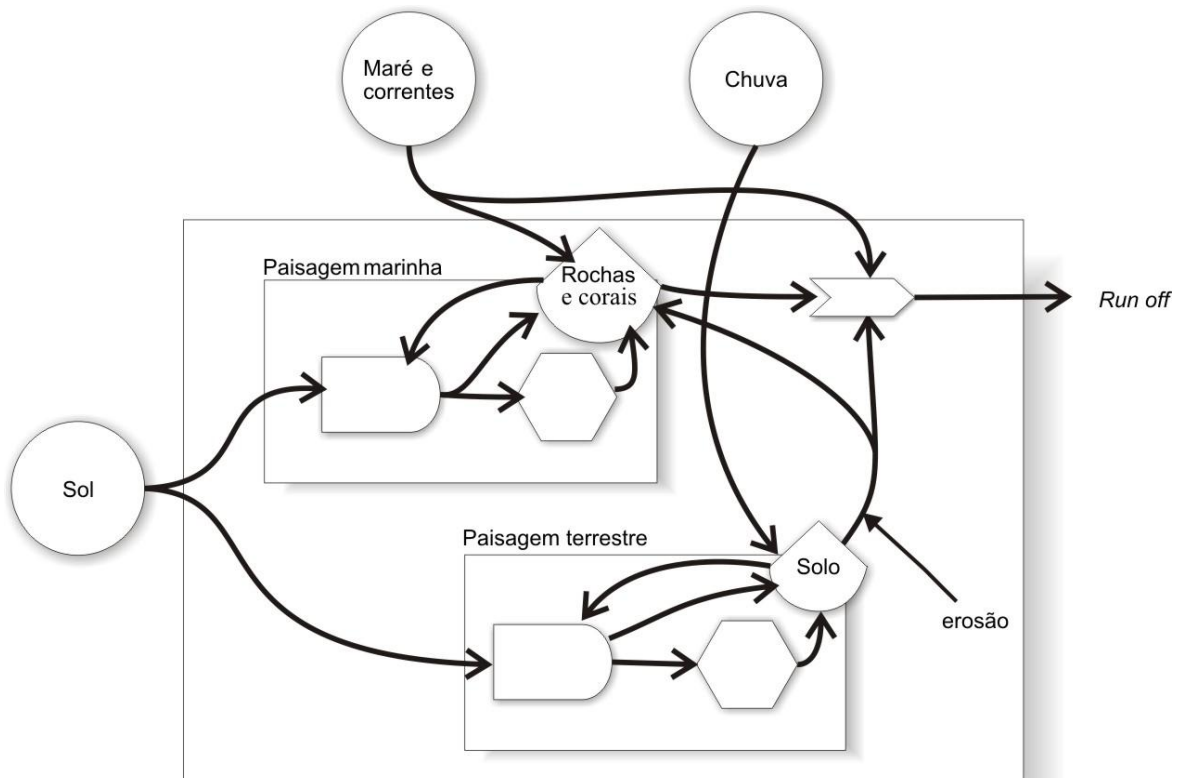 Maré e
correntes
Chuva
Paisagem marinha
Rochas
e corais
Run off
Sol
Paisagem terrestre
Solo
erosão